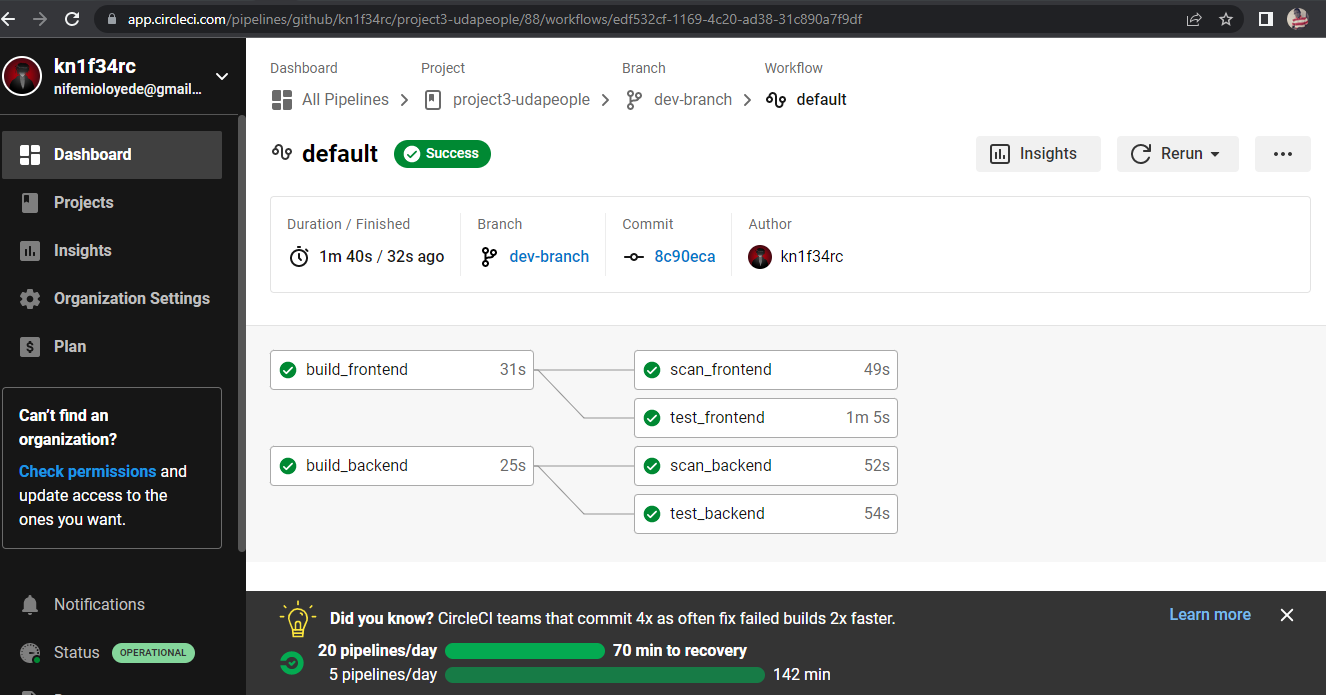 app.circleci.com/pipelines/github/kn1f34rc/project3-udapeople/88/workflows/edf532cf-1169-4c20-ad38-31c890a7f9df
kn1f34rc
nifemioloyede@gmail...
Dashboard
Projects
Insights
Organization Settings
Plan
Can't find an
organization?
Check permissions and
update access to the
ones you want.
Notifications
Status OPERATIONAL
Dashboard Project Branch Workflow
All Pipelines project3-udapeople dev-branch default
default Success Insights Rerun
Duration / Finished Branch Commit Author
1m 40s / 32s ago dev-branch 8c90eca kn1f34rc
build_frontend 31s scan_frontend 49s
test_frontend 1m 5s
build_backend 25s scan_backend 52s
test_backend 54s
Did you know? CircleCI teams that commit 4x as often fix failed builds 2x faster. Learn more
20 pipelines/day 70 min to recovery
5 pipelines/day 142 min